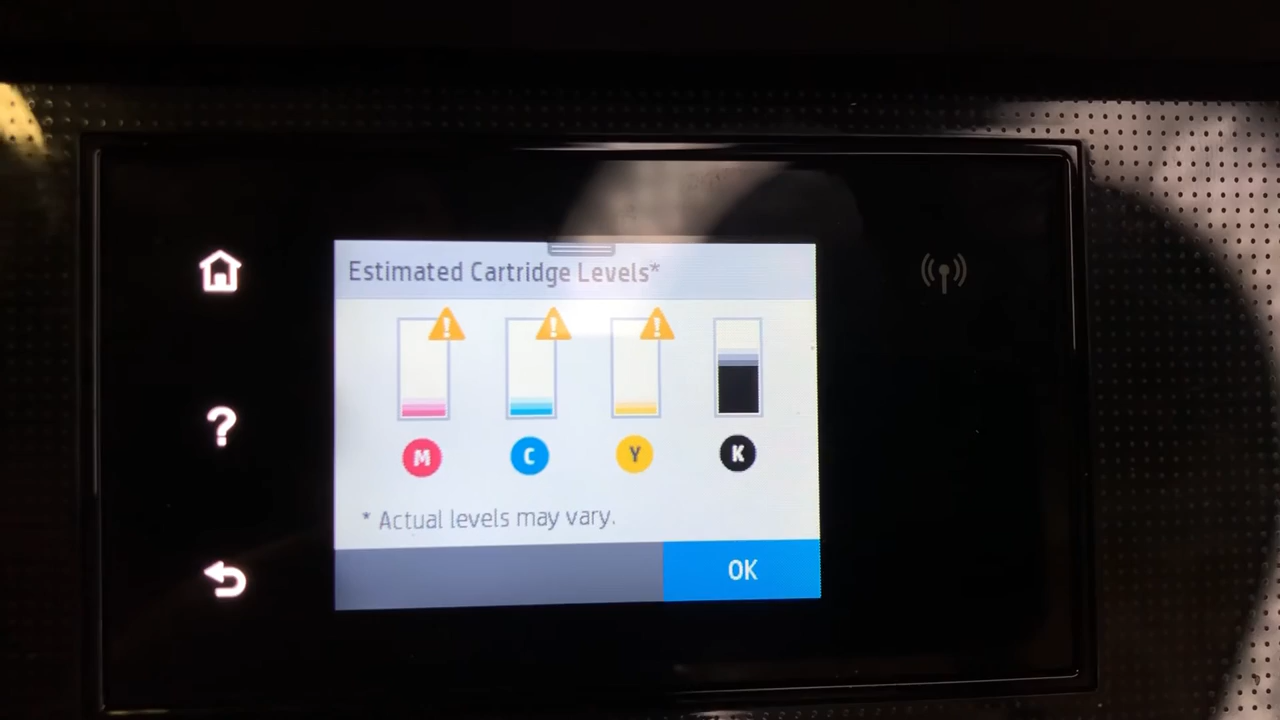 Estimated Cartridge Levels*
! ! !
M C Y K
* Actual levels may vary.
OK
?